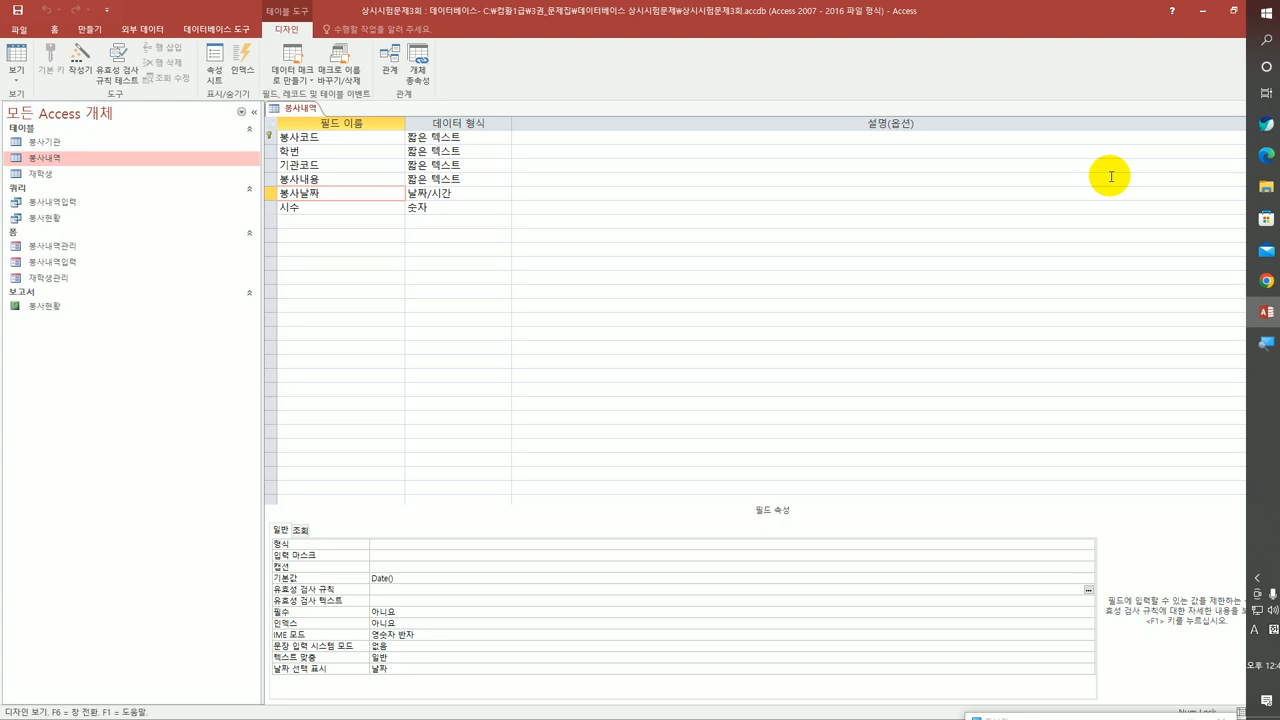 테이블 도구
상시시험문제3회 : 데이터베이스- C:₩컴활1급₩3권_문제집₩데이터베이스 상시시험문제₩상시시험문제3회.accdb (Access 2007 - 2016 파일 형식) - Access
파일 홈 만들기 외부 데이터 데이터베이스 도구 디자인 수행할 작업을 알려 주세요.
보기 기본 키 작성기 유효성 검사 규칙 테스트 행 삽입 행 삭제 조회 수정 속성 시트 인덱스 데이터 매크로 만들기 매크로 이름 바꾸기/삭제 관계 개체 종속성
보기 도구 표시/숨기기 필드, 레코드 및 테이블 이벤트 관계
모든 Access 개체
테이블
봉사기관
봉사내역
재학생
쿼리
봉사내역입력
봉사현황
폼
봉사내역관리
봉사내역입력
재학생관리
보고서
봉사현황
봉사내역
필드 이름 데이터 형식 설명(옵션)
봉사코드 짧은 텍스트
학번 짧은 텍스트
기관코드 짧은 텍스트
봉사내용 짧은 텍스트
봉사날짜 날짜/시간
시수 숫자
필드 속성
일반 조회
형식
입력 마스크
캡션
기본값 Date()
유효성 검사 규칙
유효성 검사 텍스트
필수 아니요
인덱스 아니요
IME 모드 영숫자 반자
문장 입력 시스템 모드 없음
텍스트 맞춤 일반
날짜 선택 표시 날짜
필드에 입력할 수 있는 값을 제한하는
효성 검사 규칙에 대한 자세한 내용을 보
<F1> 키를 누르십시오.
A 한
오후 12:4
디자인 보기. F6 = 창 전환. F1 = 도움말.
Num Lock